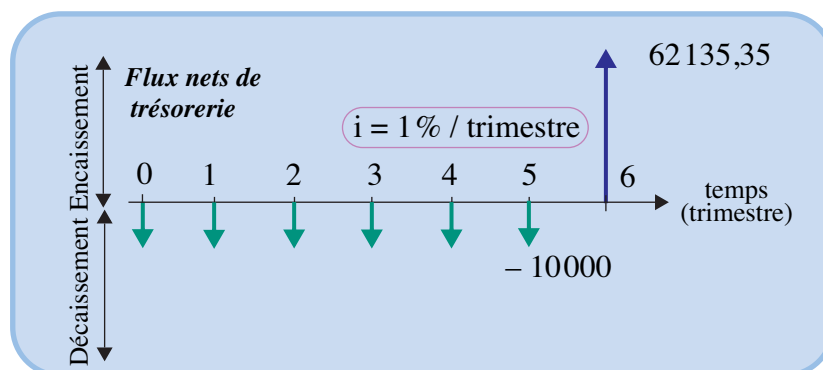 62135,35
Flux nets de
trésorerie
i = 1% / trimestre
Encaissement
0 1 2 3 4 5 6
temps
(trimestre)
Décaissement
– 10000